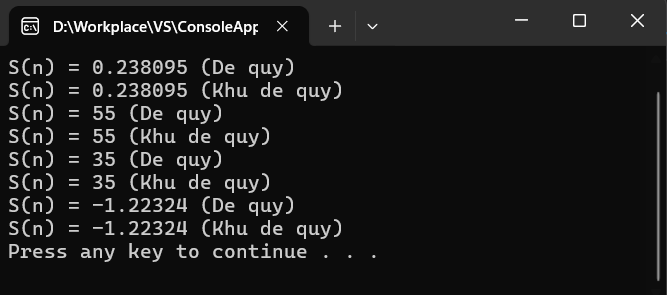 D:\Workplace\VS\ConsoleApp
S(n) = 0.238095 (De quy)
S(n) = 0.238095 (Khu de quy)
S(n) = 55 (De quy)
S(n) = 55 (Khu de quy)
S(n) = 35 (De quy)
S(n) = 35 (Khu de quy)
S(n) = -1.22324 (De quy)
S(n) = -1.22324 (Khu de quy)
Press any key to continue . . .